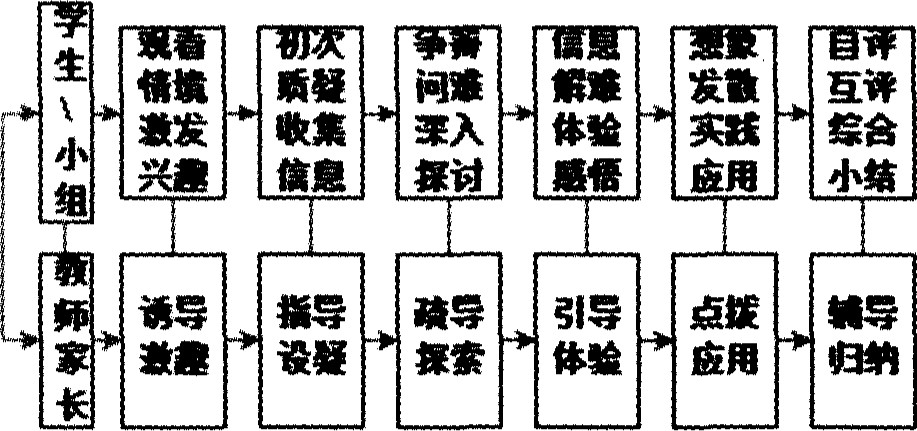 学生、小组
观看
情境
激发
兴趣
初次
质疑
收集
信息
争辩
问难
深入
探讨
信息
解难
体验
感悟
想象
发散
实践
应用
自评
互评
综合
小结
教师家长
诱导
激趣
指导
设疑
疏导
探索
引导
体验
点拨
应用
辅导
归纳